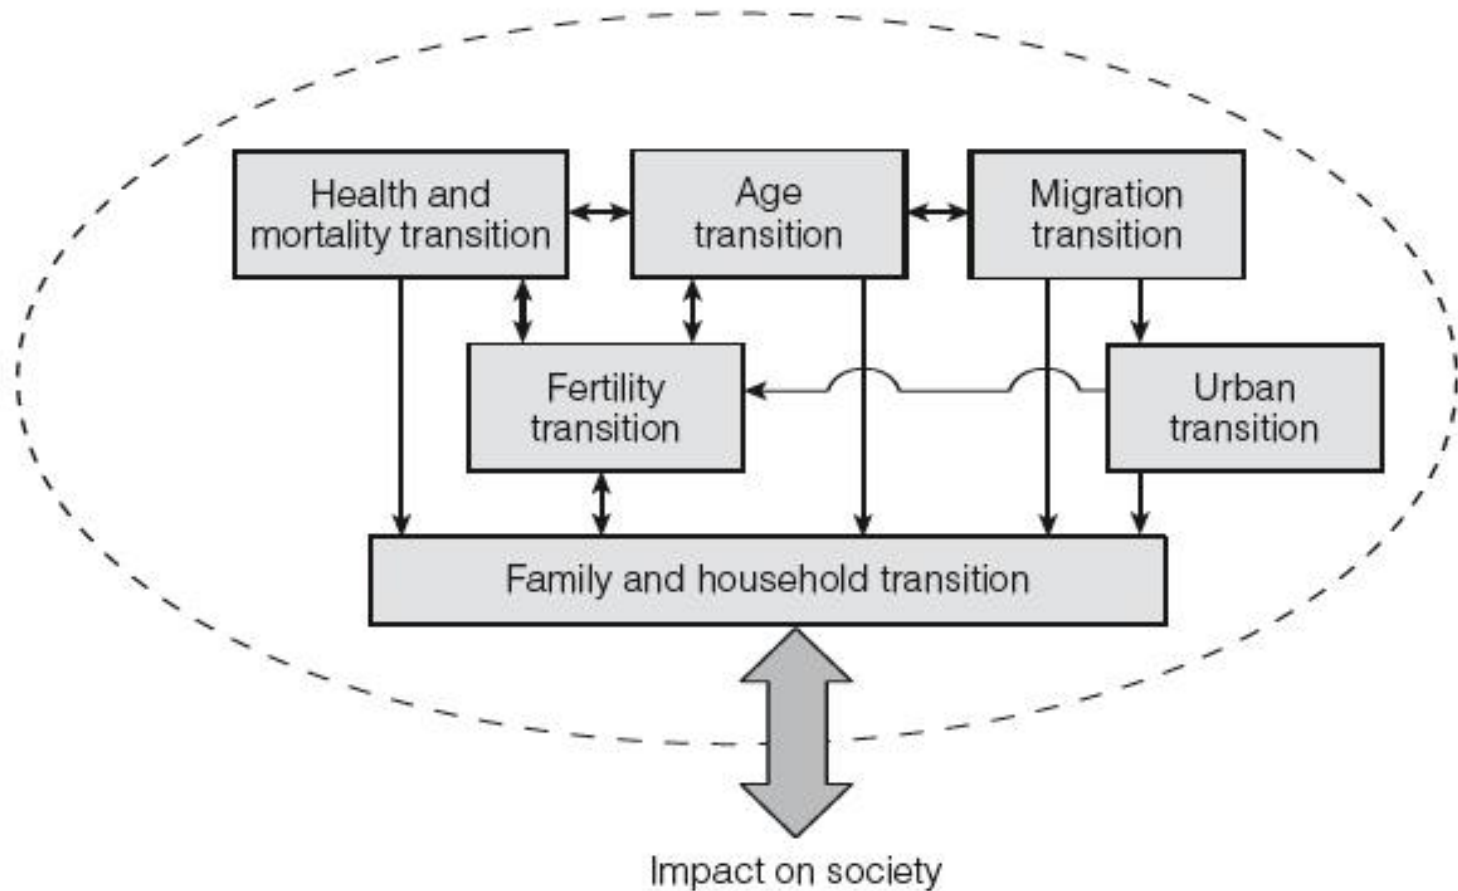 Health and
mortality transition
Age
transition
Migration
transition
Fertility
transition
Urban
transition
Family and household transition
Impact on society